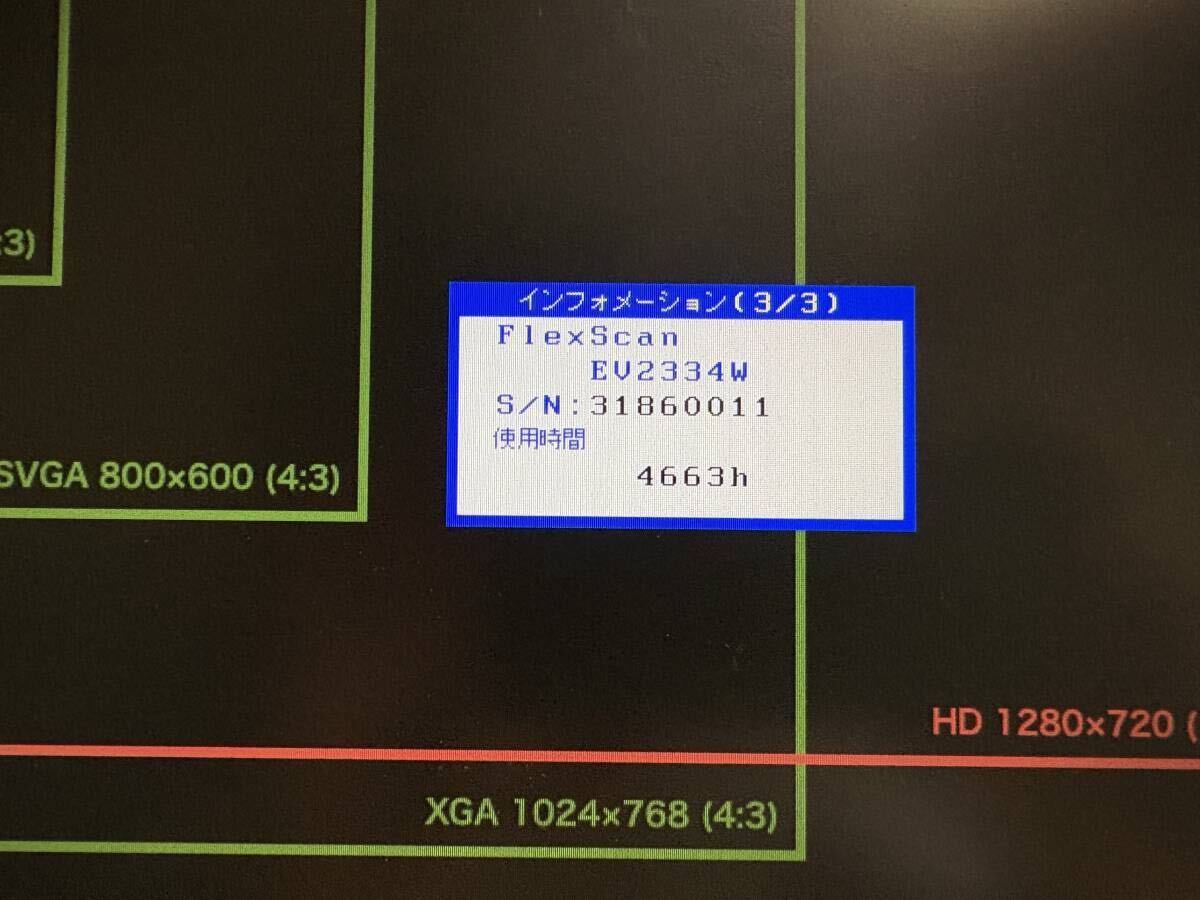 :3)
インフォメーション(3/3)
FlexScan
EV2334W
S/N:31860011
使用時間
4663h
SVGA 800×600 (4:3)
HD 1280×720 (
XGA 1024×768 (4:3)